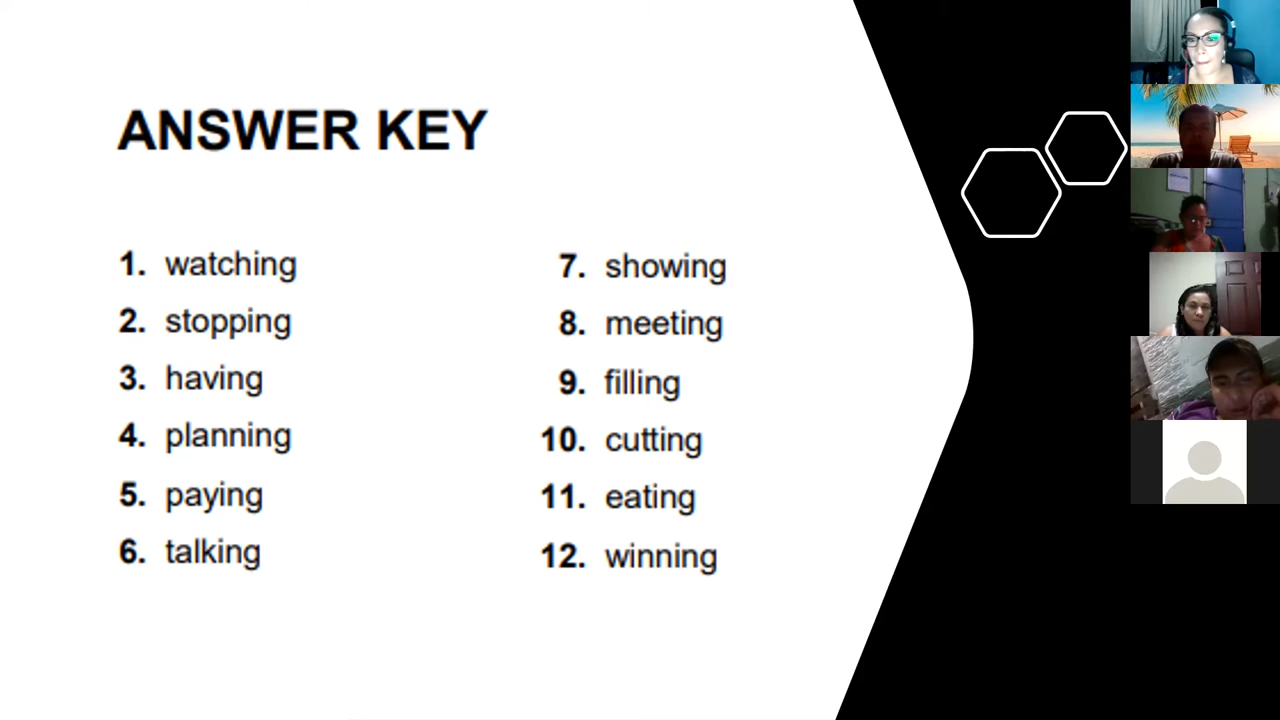 ANSWER KEY
1. watching
2. stopping
3. having
4. planning
5. paying
6. talking
7. showing
8. meeting
9. filling
10. cutting
11. eating
12. winning